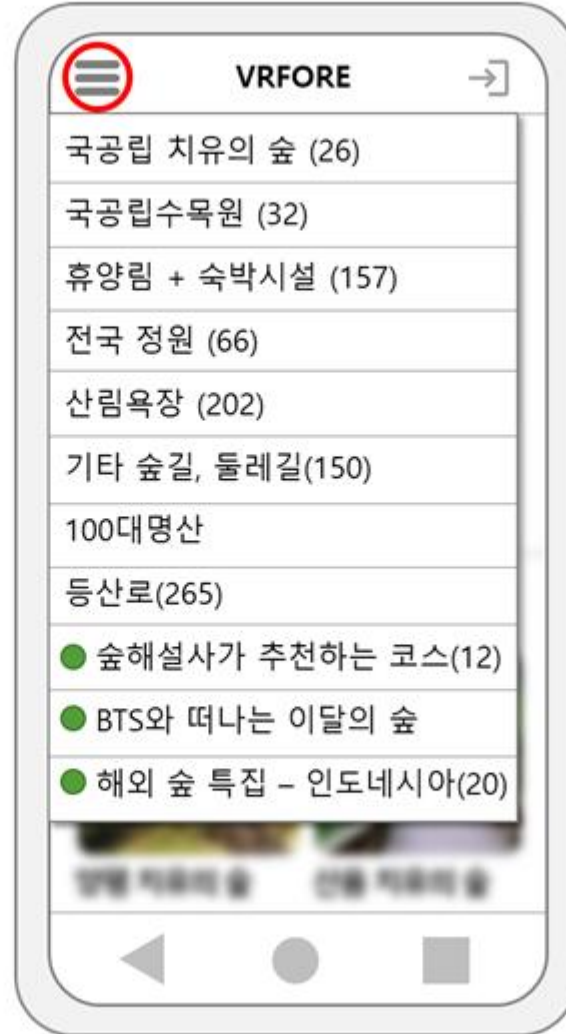 VRFORE
국공립 치유의 숲 (26)
국공립수목원 (32)
휴양림 + 숙박시설 (157)
전국 정원 (66)
산림욕장 (202)
기타 숲길, 둘레길(150)
100대명산
등산로(265)
숲해설사가 추천하는 코스(12)
BTS와 떠나는 이달의 숲
해외 숲 특집 – 인도네시아(20)